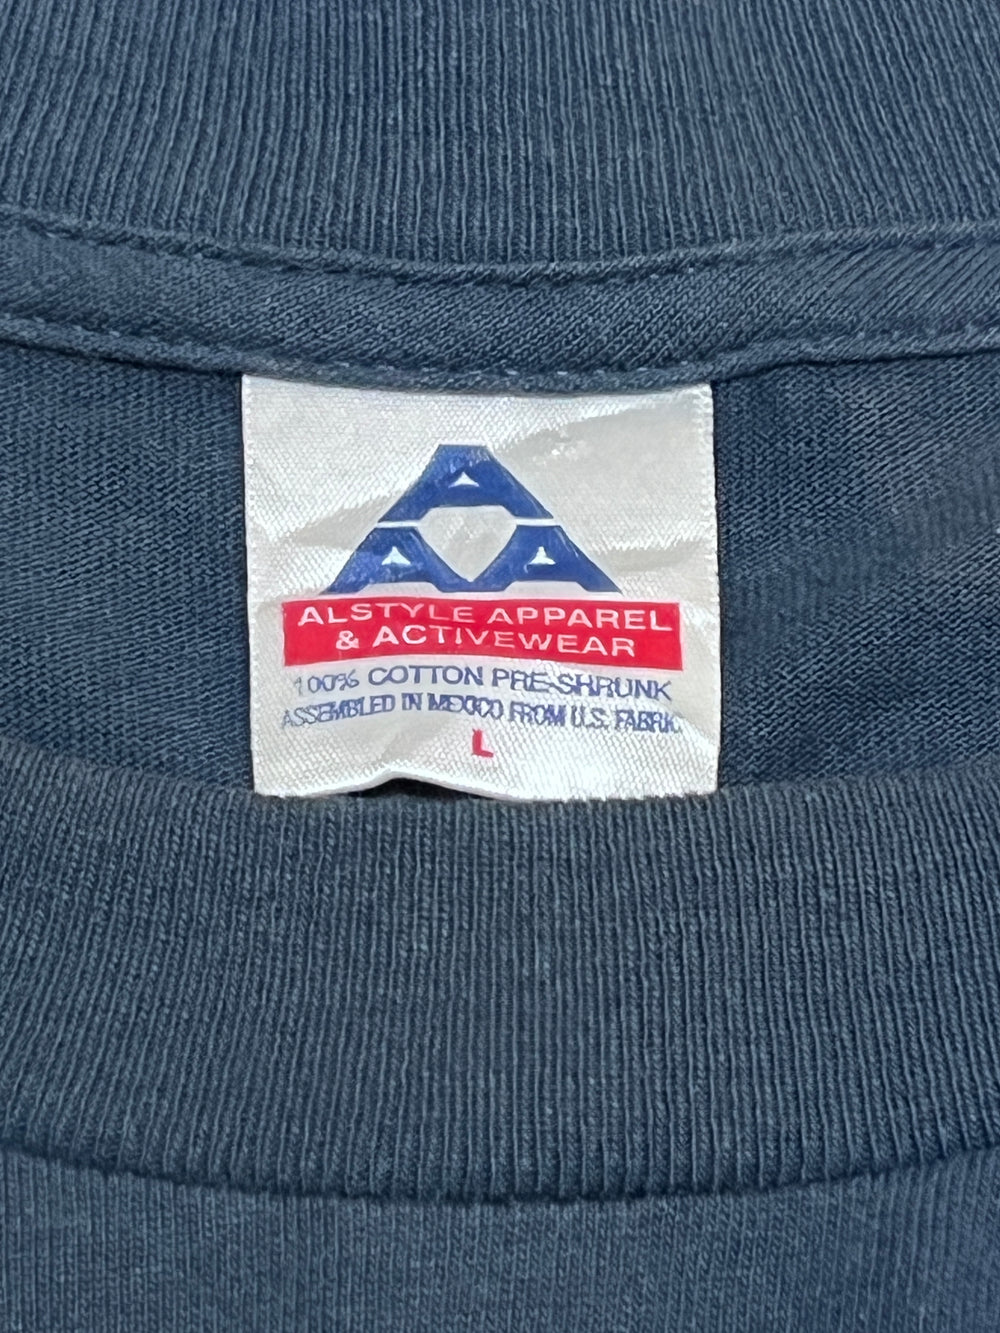 ALSTYLE APPAREL
& ACTIVEWEAR
100% COTTON PRE-SHRUNK
ASSEMBLED IN MEXICO FROM U.S. FABRIC
L